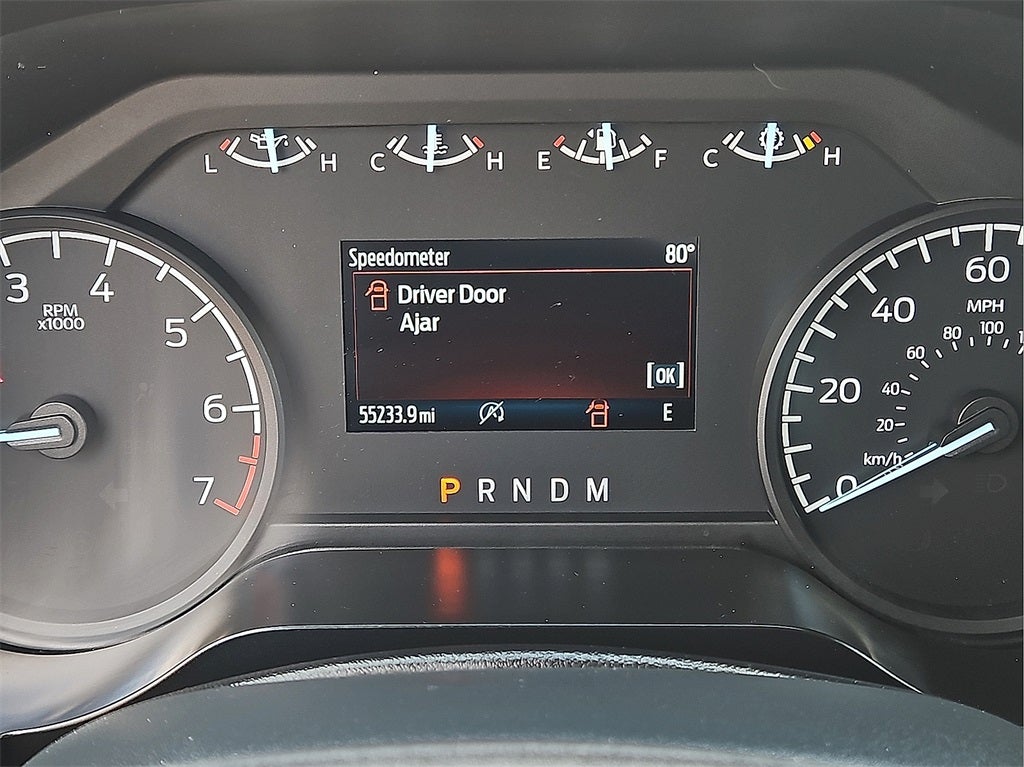 L H C H E F C H
Speedometer 80°
Driver Door
Ajar
[OK]
55233.9 mi E
P R N D M
3 4 5 6 7
RPM
x1000
0 20 40 60
MPH
km/h 20 40 60 80 100